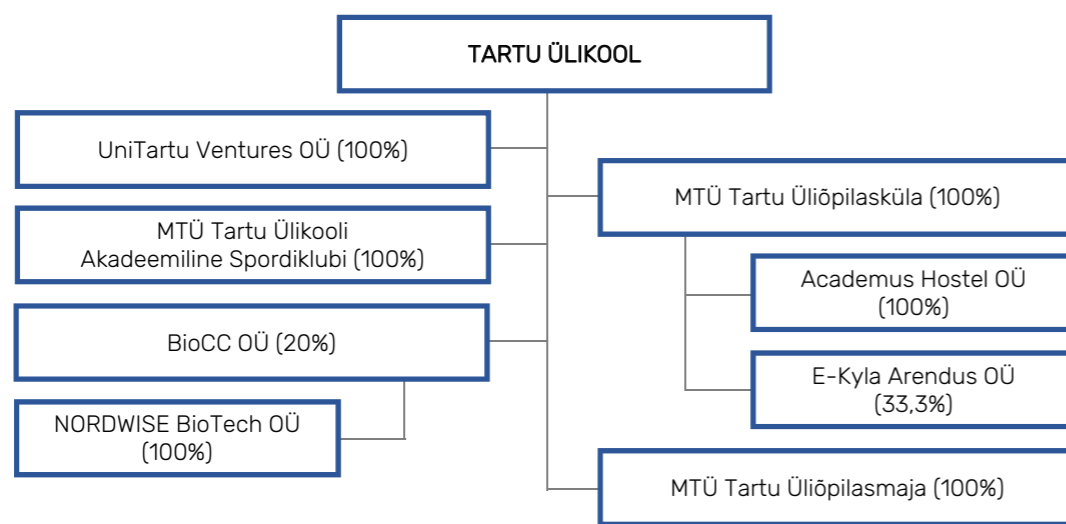 TARTU ÜLIKOOL
UniTartu Ventures OÜ (100%)
MTÜ Tartu Ülikooli
Akadeemiline Spordiklubi (100%)
BioCC OÜ (20%)
NORDWISE BioTech OÜ
(100%)
MTÜ Tartu Üliõpilasküla (100%)
Academus Hostel OÜ
(100%)
E-Kyla Arendus OÜ
(33,3%)
MTÜ Tartu Üliõpilasmaja (100%)